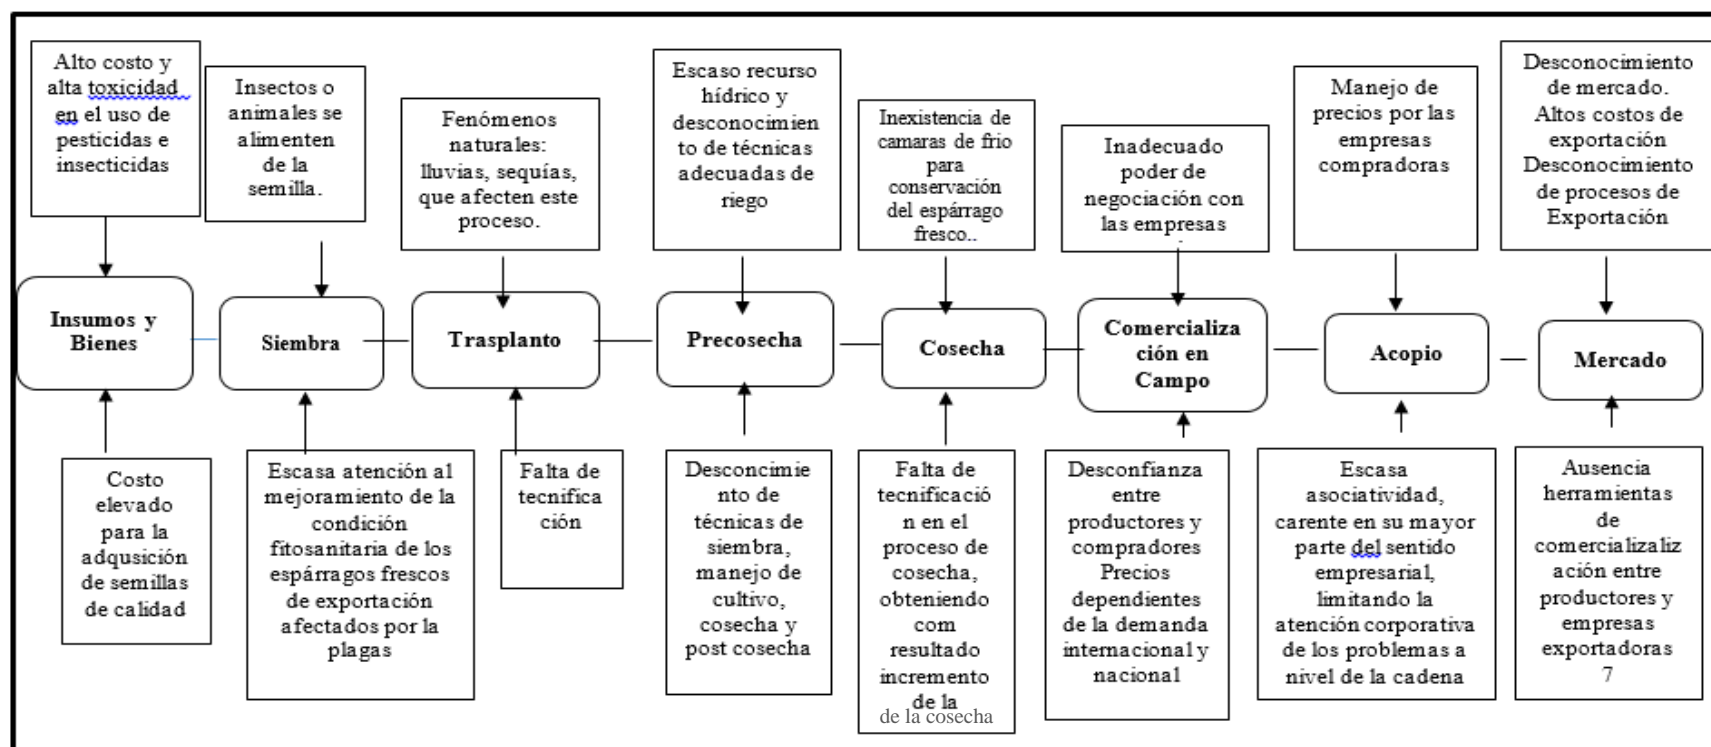 Alto costo y
alta toxicidad
en el uso de
pesticidas e
insecticidas
Insectos o
animales se
alimenten
de la
semilla.
Fenómenos
naturales:
lluvias, sequías,
que afecten este
proceso.
Escaso recurso
hídrico y
desconocimien
to de técnicas
adecuadas de
riego
Inexistencia de
camaras de frio
para
conservación
del espárrago
fresco..
Inadecuado
poder de
negociación con
las empresas
Manejo de
precios por las
empresas
compradoras
Desconocimiento
de mercado.
Altos costos de
exportación
Desconocimiento
de procesos de
Exportación
Insumos y
Bienes
Siembra
Trasplanto
Precosecha
Cosecha
Comercializa
ción en
Campo
Acopio
Mercado
Costo
elevado
para la
adqusición
de semillas
de calidad
Escasa atención al
mejoramiento de la
condición
fitosanitaria de los
espárragos frescos
de exportación
afectados por la
plagas
Falta de
tecnifica
ción
Desconcimie
nto de
técnicas de
siembra,
manejo de
cultivo,
cosecha y
post cosecha
Falta de
tecnificació
n en el
proceso de
cosecha,
obteniendo
com
resultado
incremento
de la
de la cosecha
Desconfianza
entre
productores y
compradores
Precios
dependientes
de la demanda
internacional y
nacional
Escasa
asociatividad,
carente en su mayor
parte del sentido
empresarial,
limitando la
atención corporativa
de los problemas a
nivel de la cadena
Ausencia
herramientas
de
comercializaliz
ación entre
productores y
empresas
exportadoras
7